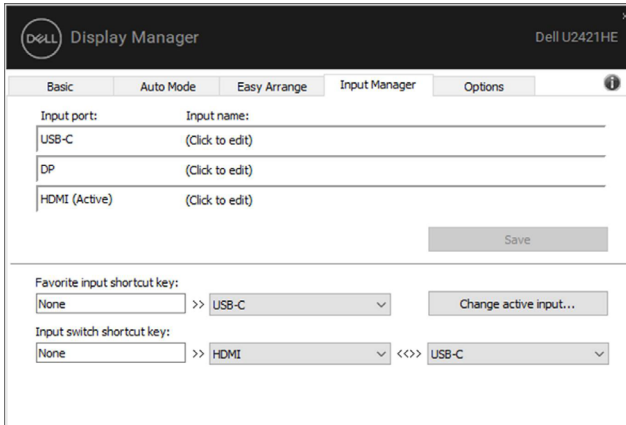 DELL Display Manager Dell U2421HE
Basic Auto Mode Easy Arrange Input Manager Options i
Input port: Input name:
USB-C (Click to edit)
DP (Click to edit)
HDMI (Active) (Click to edit)
Save
Favorite input shortcut key:
None >> USB-C Change active input...
Input switch shortcut key:
None >> HDMI <<>> USB-C